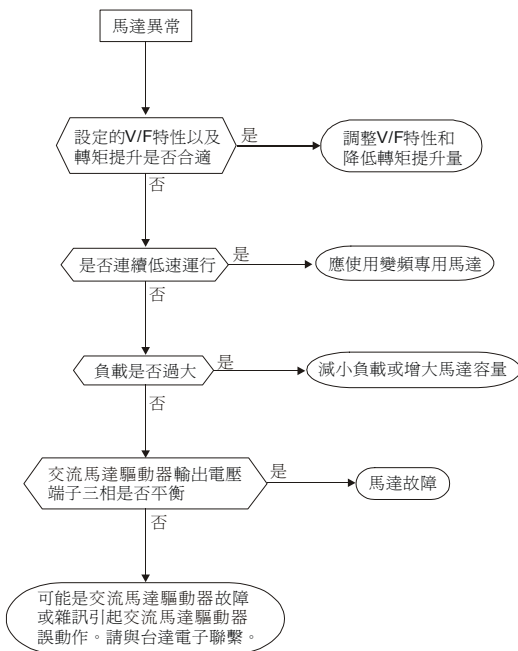 馬達異常
設定的V/F特性以及
轉矩提升是否合適
是
調整V/F特性和
降低轉矩提升量
否
是否連續低速運行
是
應使用變頻專用馬達
否
負載是否過大
是
減小負載或增大馬達容量
否
交流馬達驅動器輸出電壓
端子三相是否平衡
是
馬達故障
否
可能是交流馬達驅動器故障
或雜訊引起交流馬達驅動器
誤動作。請與台達電子聯繫。